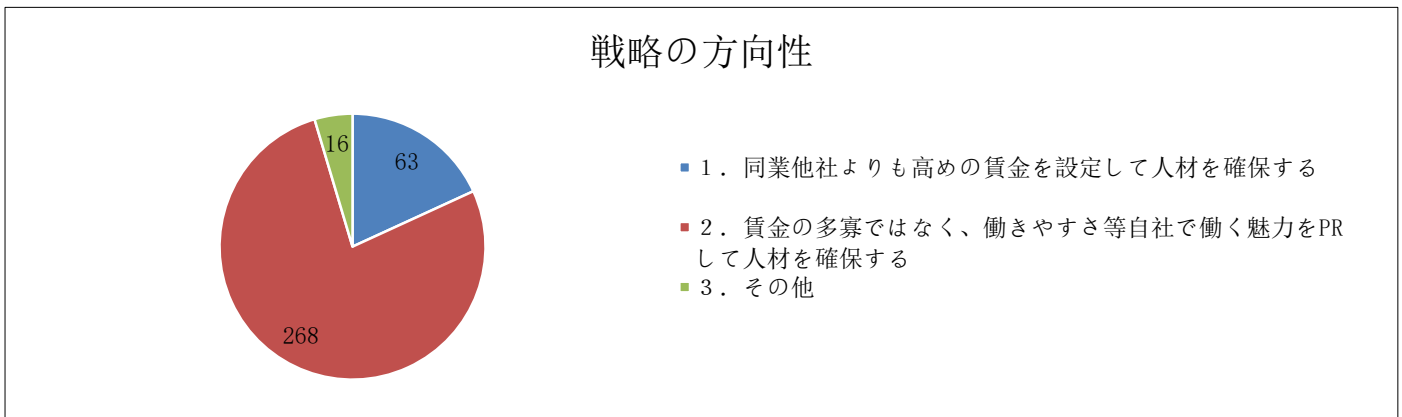 戦略の方向性
16
63
268
１．同業他社よりも高めの賃金を設定して人材を確保する
２．賃金の多寡ではなく、働きやすさ等自社で働く魅力をPR
して人材を確保する
３．その他